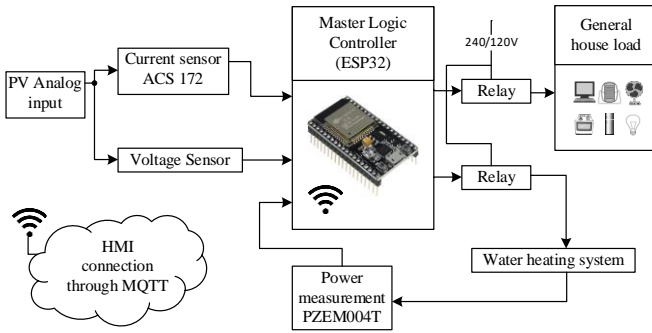 PV Analog
input
Current sensor
ACS 172
Voltage Sensor
Master Logic
Controller
(ESP32)
240/120V
Relay
Relay
General
house load
Water heating system
Power
measurement
PZEM004T
HMI
connection
through MQTT